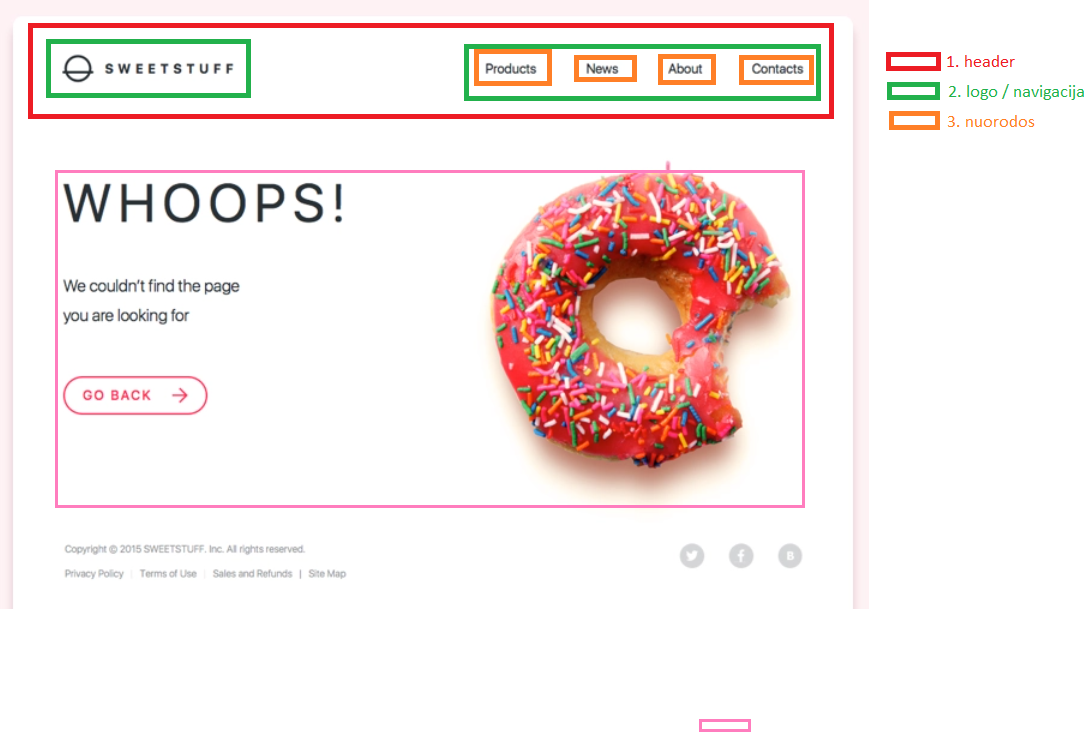 SWEETSTUFF
Products News About Contacts
1. header
2. logo / navigacija
3. nuorodos
WHOOPS!
We couldn't find the page
you are looking for
GO BACK →
Copyright © 2015 SWEETSTUFF. Inc. All rights reserved.
Privacy Policy | Terms of Use | Sales and Refunds | Site Map
B